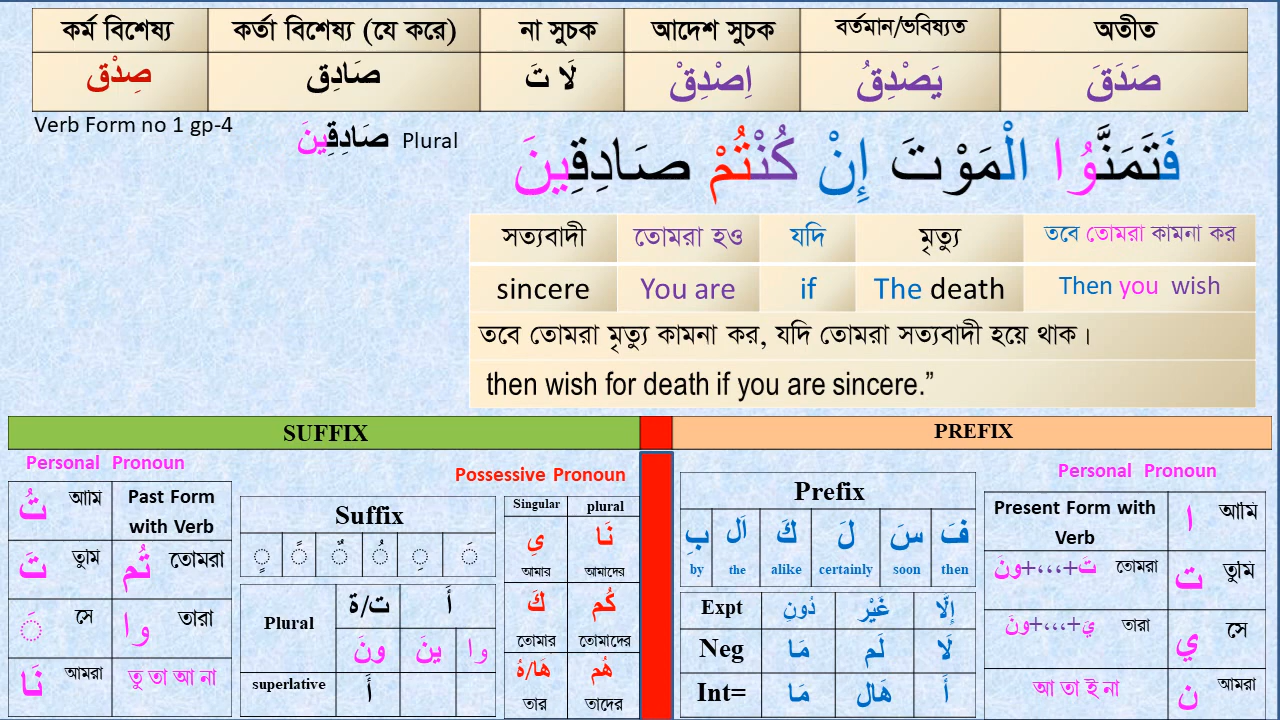 কর্ম বিশেষ্য কর্তা বিশেষ্য (যে করে) না সুচক আদেশ সুচক বর্তমান/ভবিষ্যত অতীত
صِدْق صَادِق لَا تَ اِصْدِقْ يَصْدِقُ صَدَقَ
Verb Form no 1 gp-4
صَادِقِينَ Plural
فَتَمَنَّوُا الْمَوْتَ إِنْ كُنْتُمْ صَادِقِينَ
সত্যবাদী তোমরা হও যদি মৃত্যু তবে তোমরা কামনা কর
sincere You are if The death Then you wish
তবে তোমরা মৃত্যু কামনা কর, যদি তোমরা সত্যবাদী হয়ে থাক।
then wish for death if you are sincere.”
SUFFIX
Personal Pronoun
تُ আমি Past Form with Verb
تَ তুমি تُم তোমরা
◌َ সে وا তারা
نَا আমরা তু তা আ না
Suffix
◌ٍ ◌ً ◌ٌ ◌ُ ◌ِ ◌َ
Plural ت/ة أَ
ونَ ينَ وا
superlative أَ
Possessive Pronoun
Singular plural
يِ نَا
আমার আমাদের
كَ كُم
তোমার তোমাদের
هَا/هُ هُم
তার তাদের
PREFIX
Prefix
بِ اَل كَ لَ سَ فَ
by the alike certainly soon then
Expt دُونِ غَيْر إِلَّا
Neg مَا لَم لَا
Int= مَا هَال أَ
Personal Pronoun
Present Form with Verb ا আমি
تَ+،،،+ونَ তোমরা ت তুমি
يَ+،،،+ونَ তারা ي সে
আ তা ই না ن আমরা